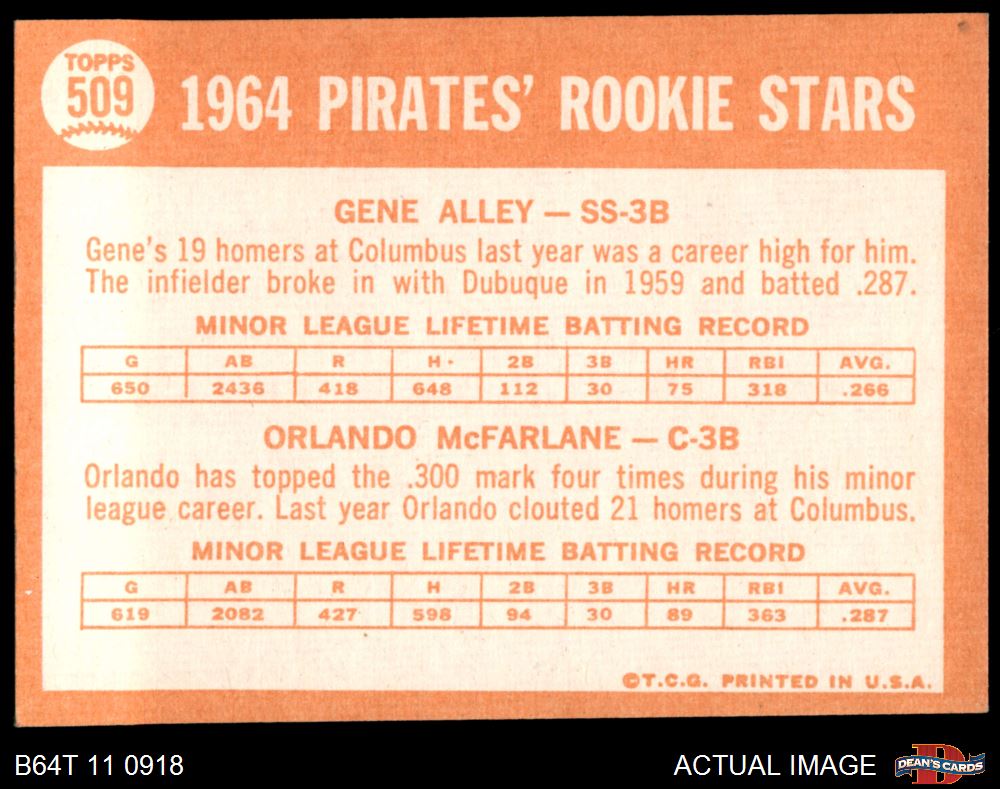 TOPPS
509
1964 PIRATES' ROOKIE STARS
GENE ALLEY — SS-3B
Gene's 19 homers at Columbus last year was a career high for him.
The infielder broke in with Dubuque in 1959 and batted .287.
MINOR LEAGUE LIFETIME BATTING RECORD
G AB R H 2B 3B HR RBI AVG.
650 2436 418 648 112 30 75 318 .266
ORLANDO McFARLANE — C-3B
Orlando has topped the .300 mark four times during his minor
league career. Last year Orlando clouted 21 homers at Columbus.
MINOR LEAGUE LIFETIME BATTING RECORD
G AB R H 2B 3B HR RBI AVG.
619 2082 427 598 94 30 89 363 .287
©T.C.G. PRINTED IN U.S.A.
B64T 11 0918
ACTUAL IMAGE
DEAN'S CARDS